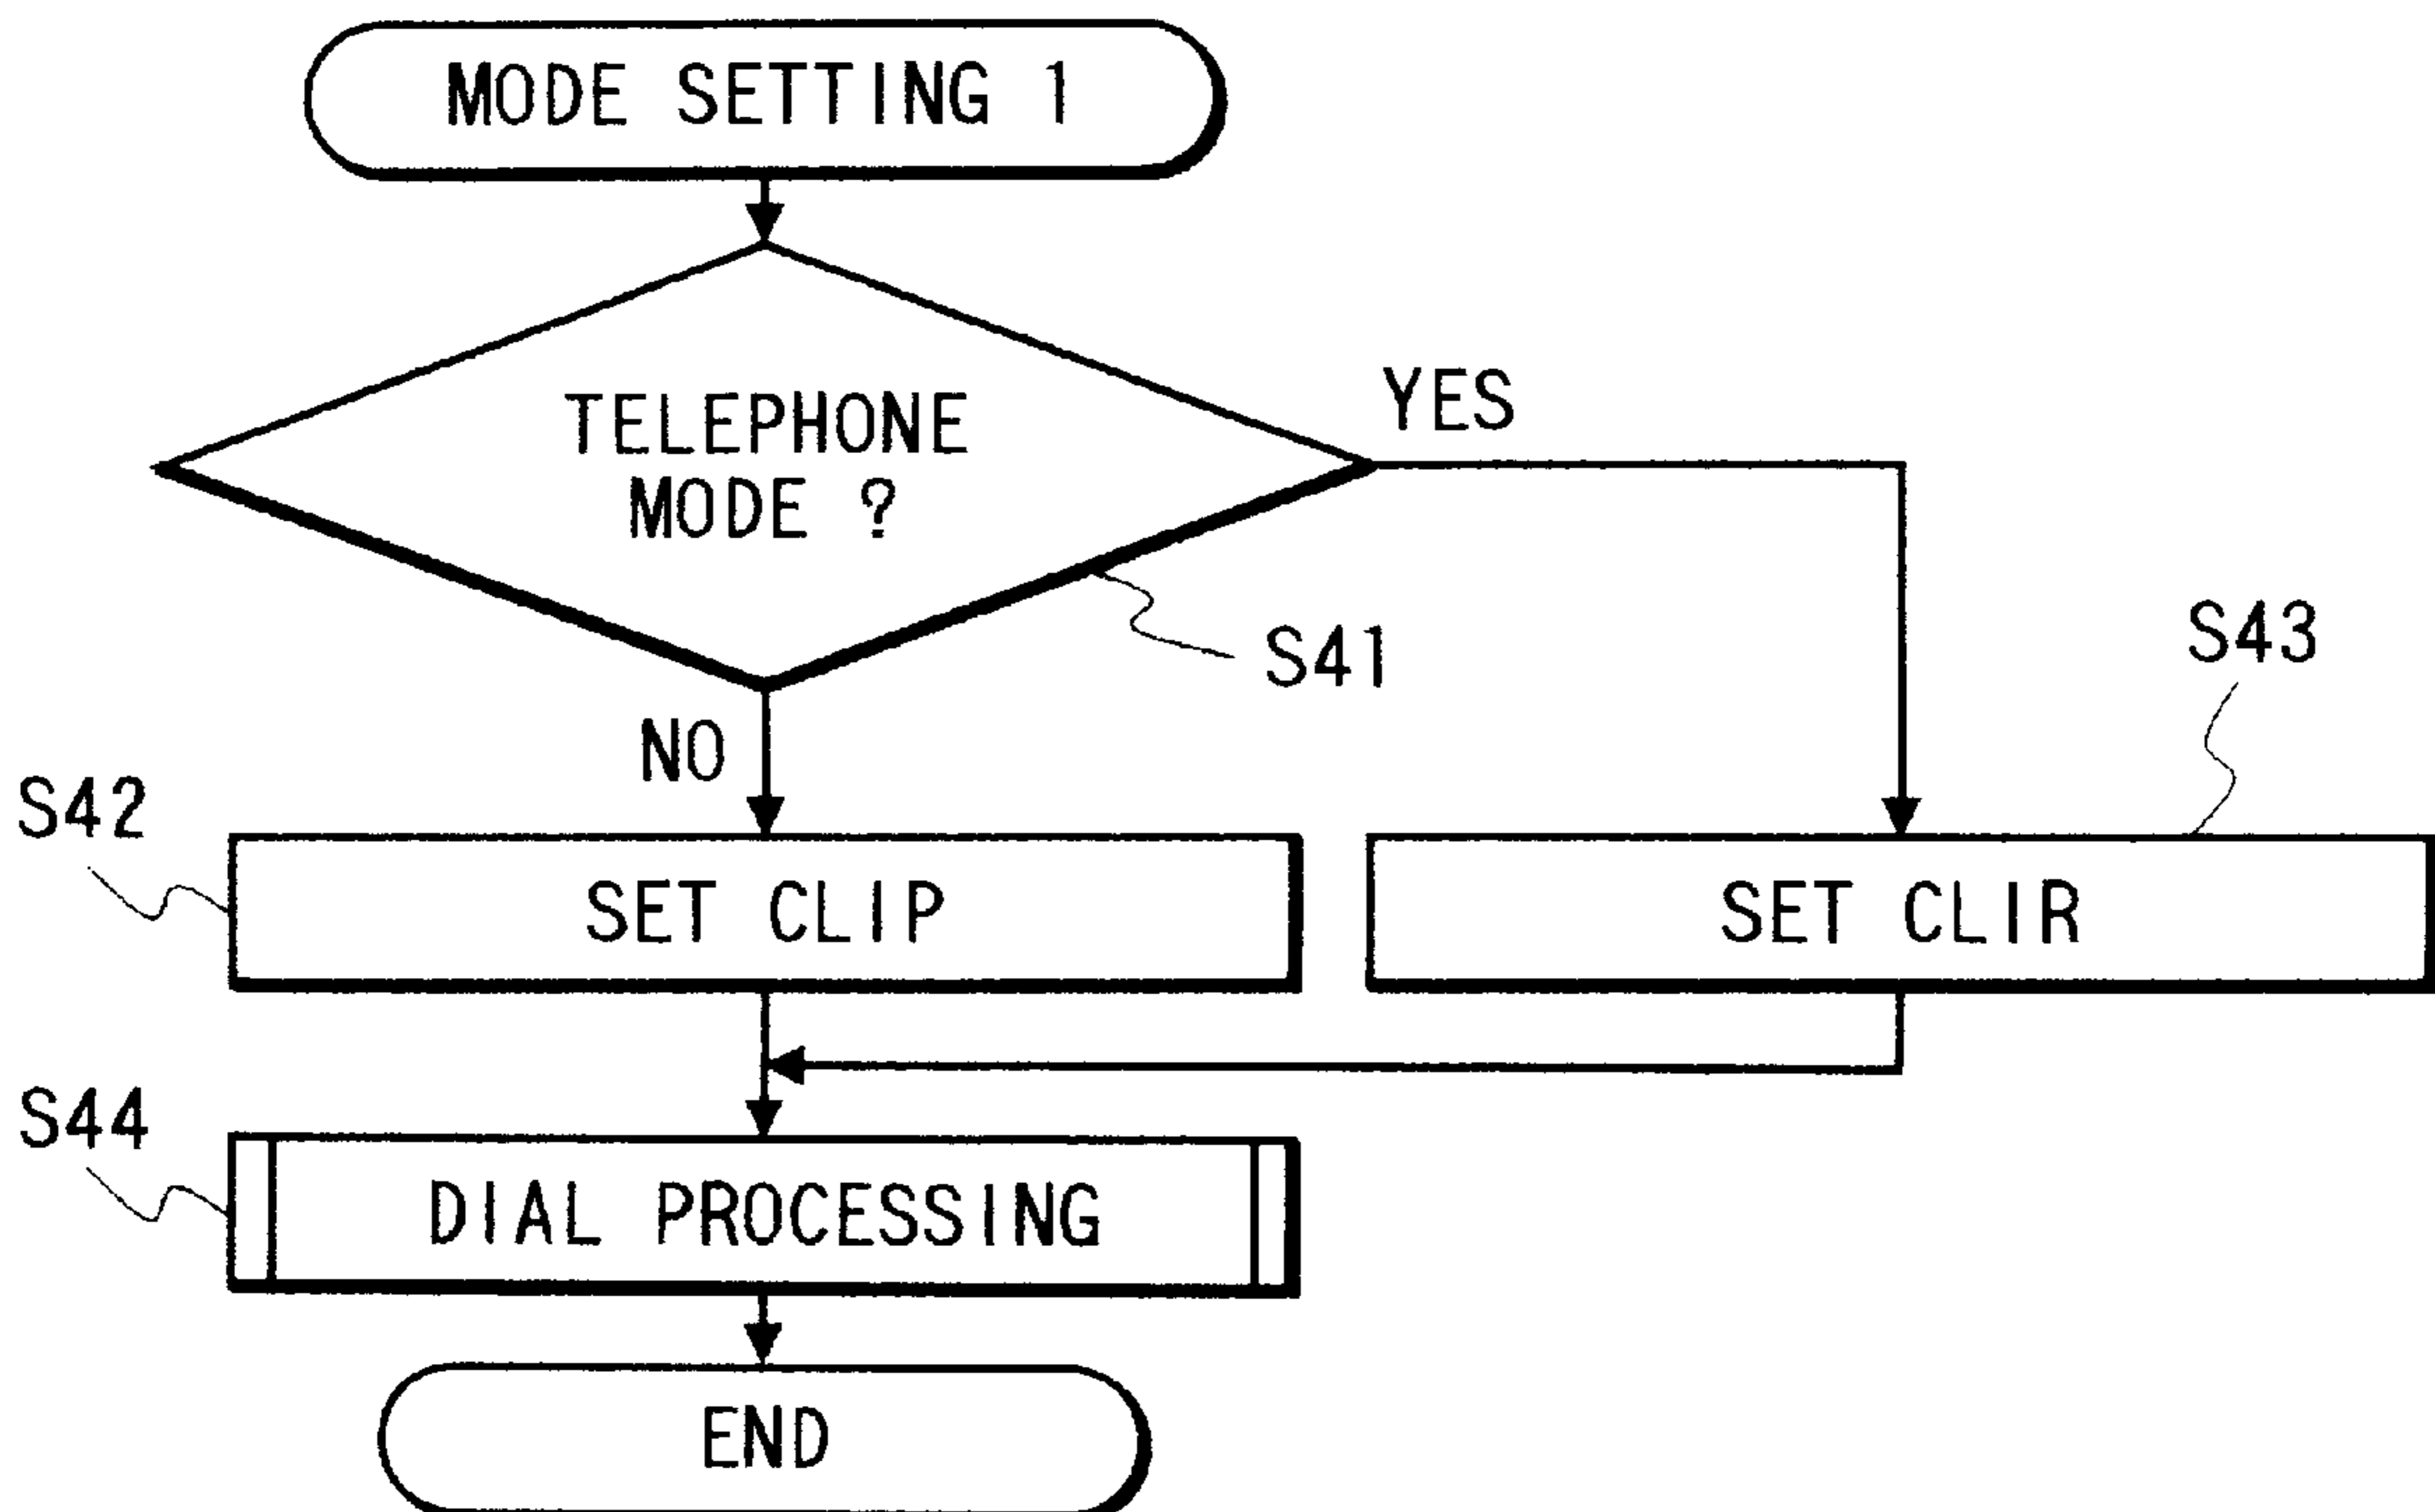 MODE SETTING 1
TELEPHONE
MODE ?
YES
S41
S43
NO
S42
SET CLIP
SET CLIR
S44
DIAL PROCESSING
END